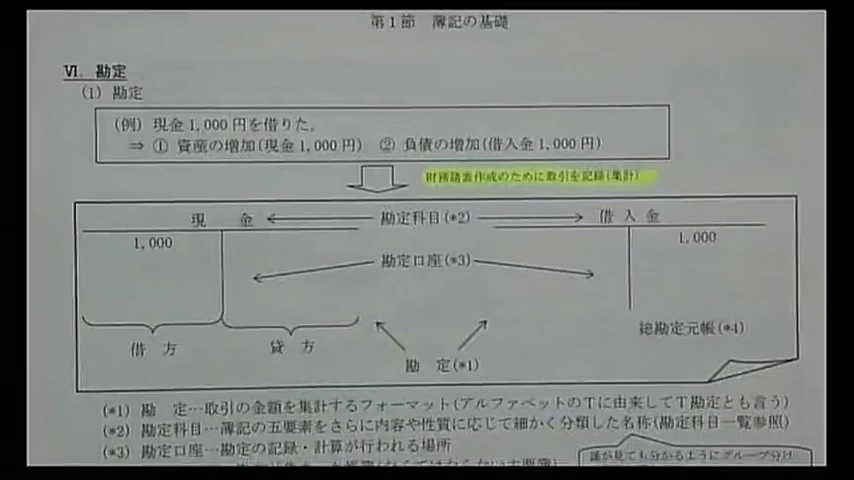 第1節 簿記の基礎
Ⅵ. 勘定
(1) 勘定
(例) 現金1,000円を借りた。
⇒ ① 資産の増加(現金1,000円) ② 負債の増加(借入金1,000円)
財務諸表作成のために取引を記録(集計)
現 金 勘定科目(*2) 借入金
1,000 1,000
勘定口座(*3)
総勘定元帳(*4)
借 方 貸 方
勘 定(*1)
(*1) 勘 定…取引の金額を集計するフォーマット(アルファベットのTに由来してT勘定とも言う)
(*2) 勘定科目…簿記の五要素をさらに内容や性質に応じて細かく分類した名称(勘定科目一覧参照)
(*3) 勘定口座…勘定の記録・計算が行われる場所
誰が見ても分かるようにグループ分け